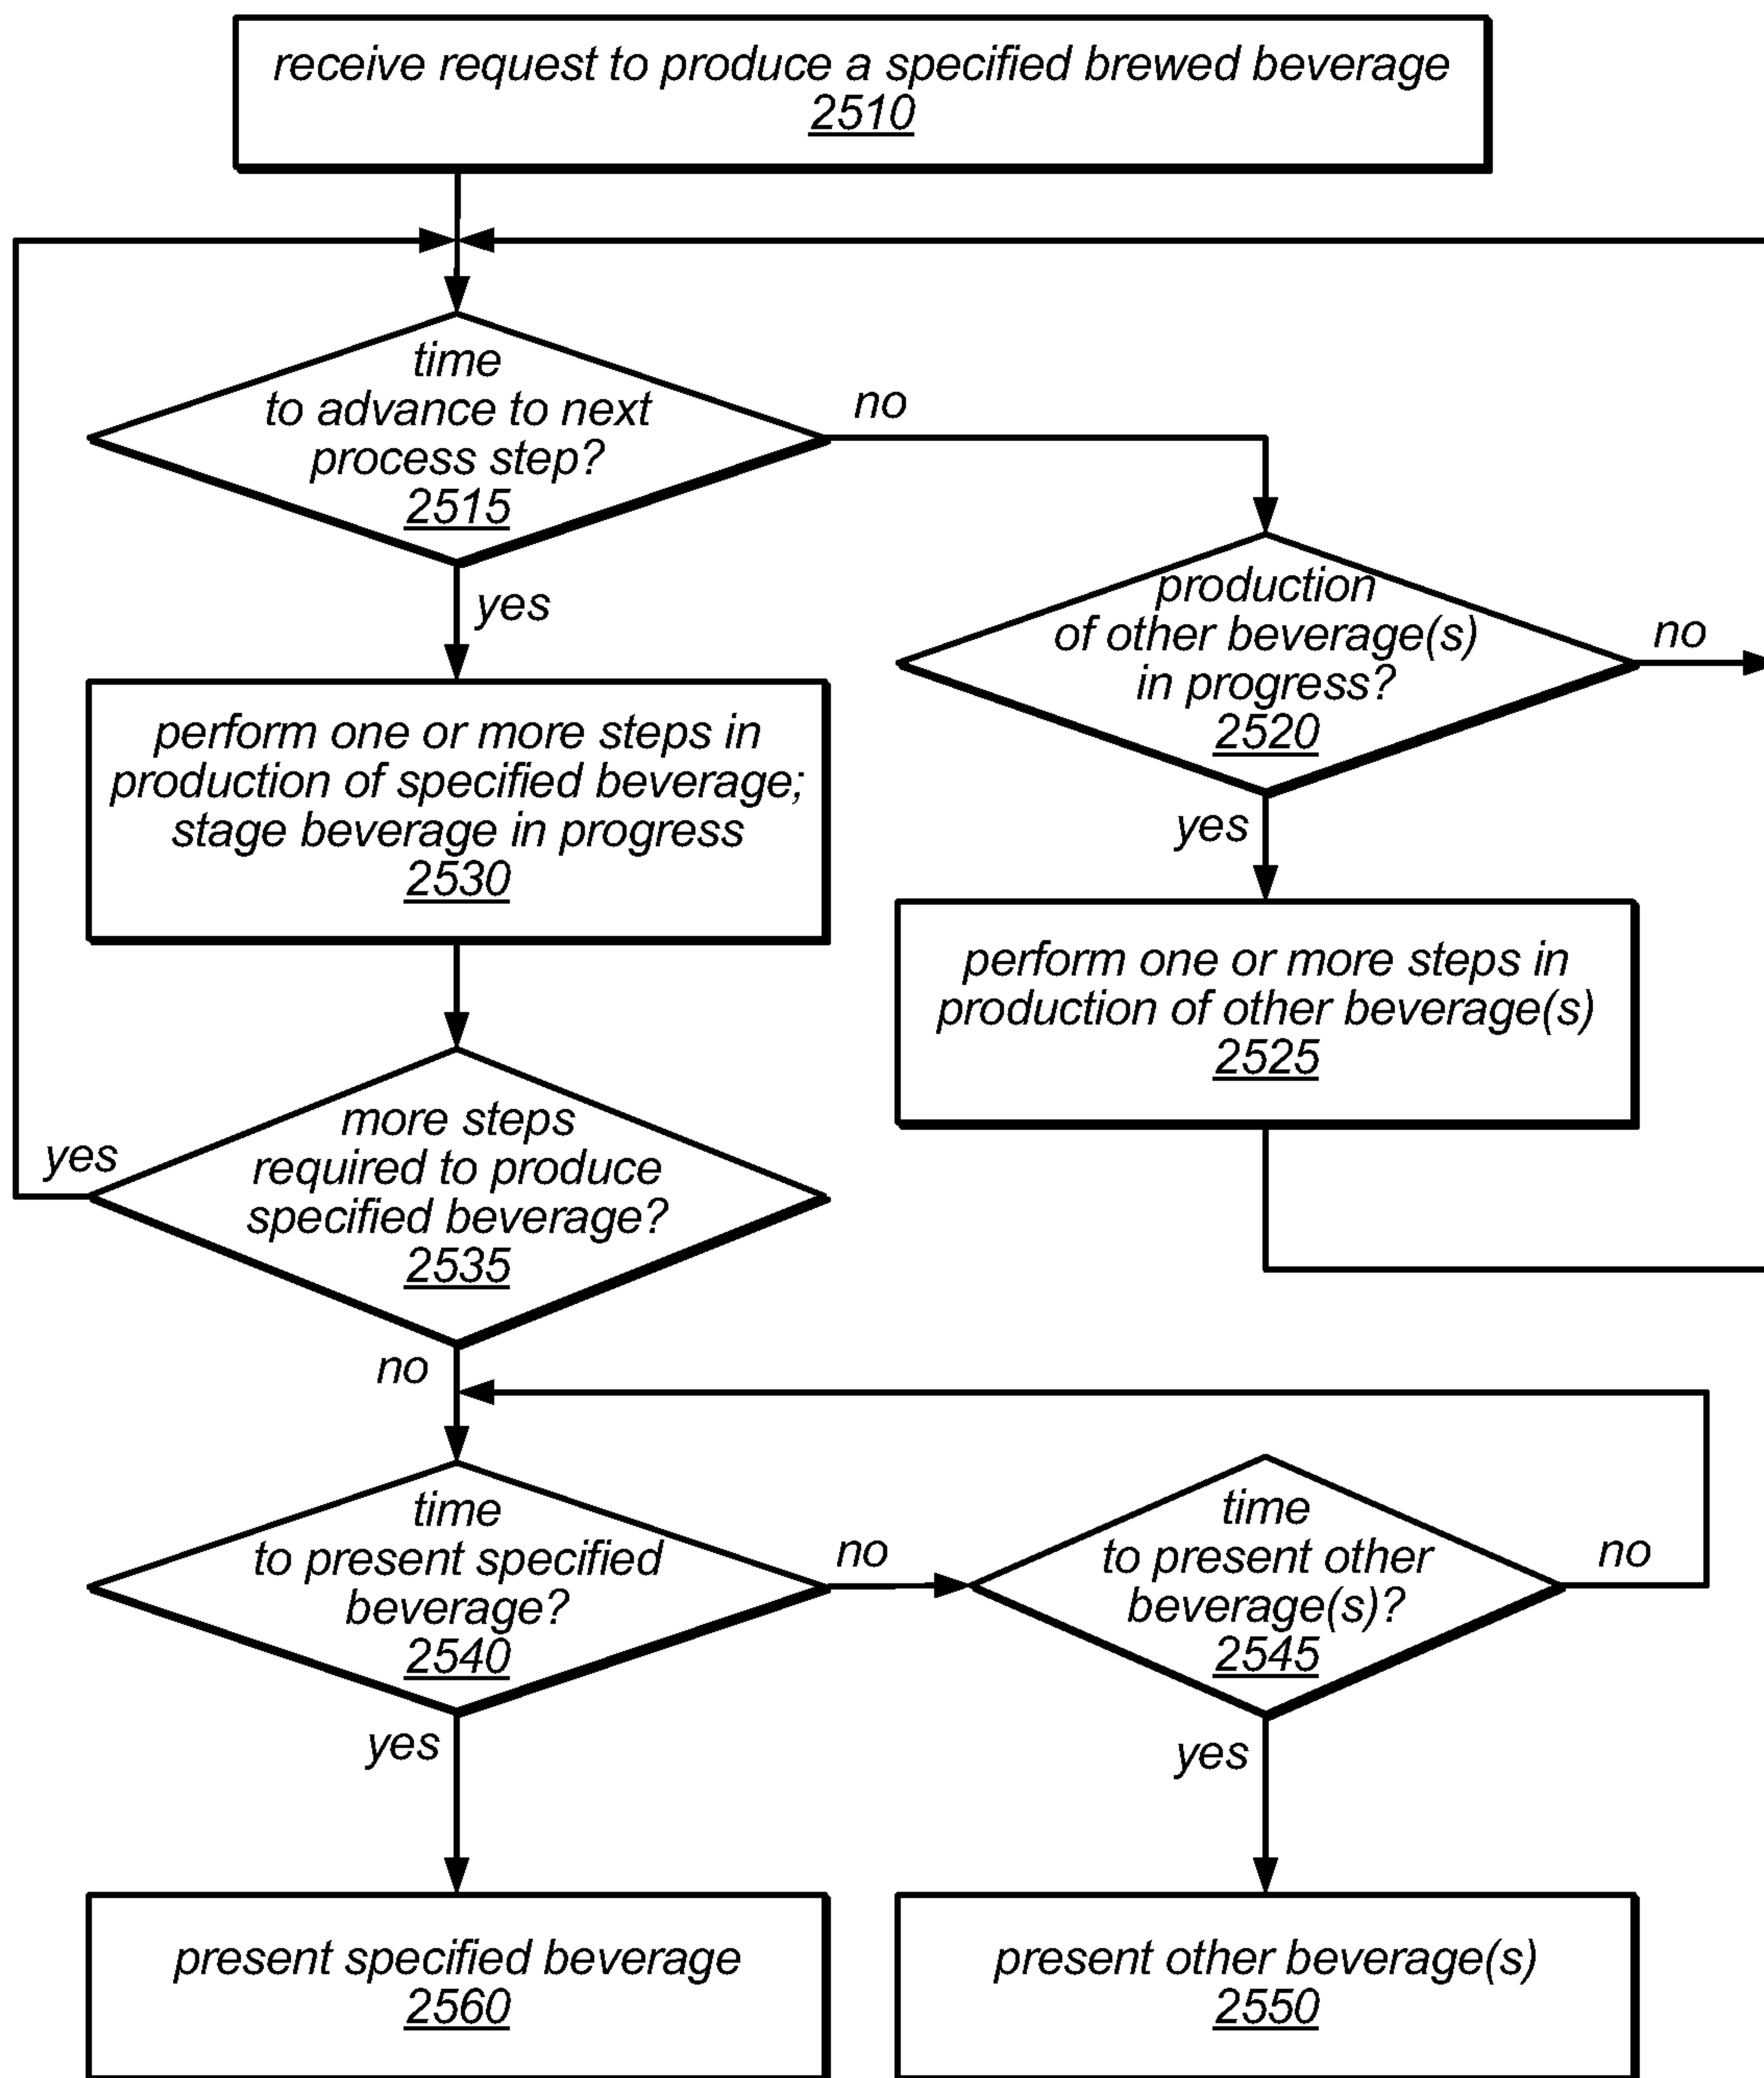 receive request to produce a specified brewed beverage
2510
time
to advance to next
process step?
2515
no
yes
production
of other beverage(s)
in progress?
2520
no
yes
perform one or more steps in
production of specified beverage;
stage beverage in progress
2530
perform one or more steps in
production of other beverage(s)
2525
more steps
required to produce
specified beverage?
2535
yes
no
time
to present specified
beverage?
2540
no
yes
time
to present other
beverage(s)?
2545
no
yes
present specified beverage
2560
present other beverage(s)
2550